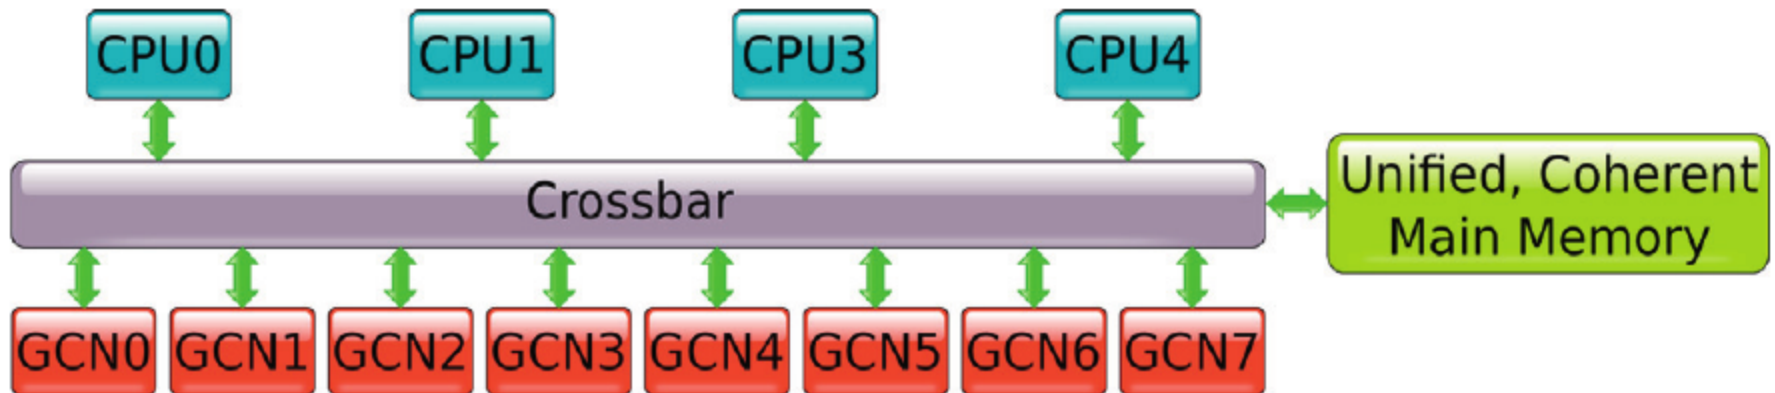 CPU0
CPU1
CPU3
CPU4
Crossbar
Unified, Coherent
Main Memory
GCN0
GCN1
GCN2
GCN3
GCN4
GCN5
GCN6
GCN7